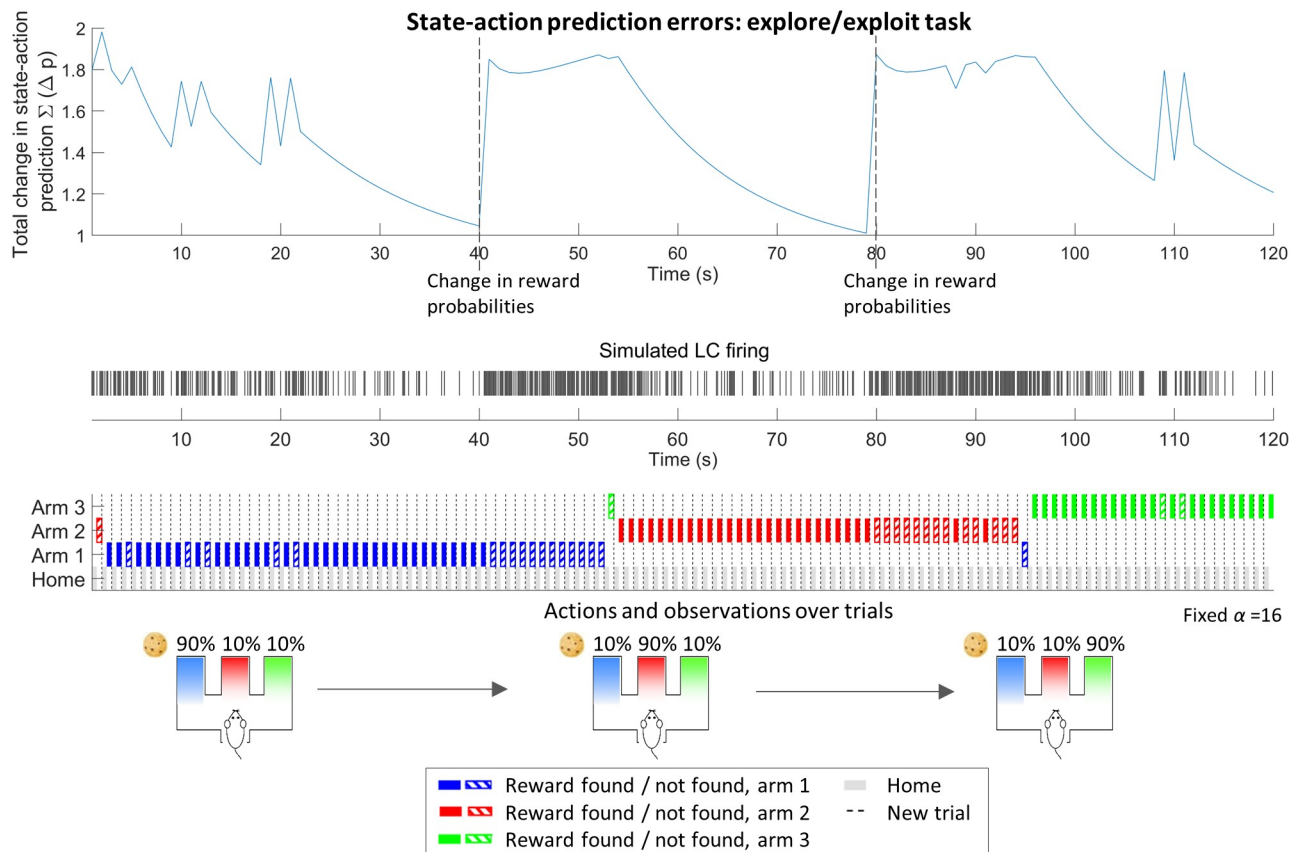 State-action prediction errors: explore/exploit task
Total change in state-action
prediction Σ (Δ p)
2
1.8
1.6
1.4
1.2
1
10 20 30 40 50 60 70 80 90 100 110 120
Time (s)
Change in reward
probabilities
Change in reward
probabilities
Simulated LC firing
10 20 30 40 50 60 70 80 90 100 110 120
Time (s)
Arm 3
Arm 2
Arm 1
Home
Actions and observations over trials
Fixed α =16
90% 10% 10%
10% 90% 10%
10% 10% 90%
Reward found / not found, arm 1
Home
Reward found / not found, arm 2
New trial
Reward found / not found, arm 3